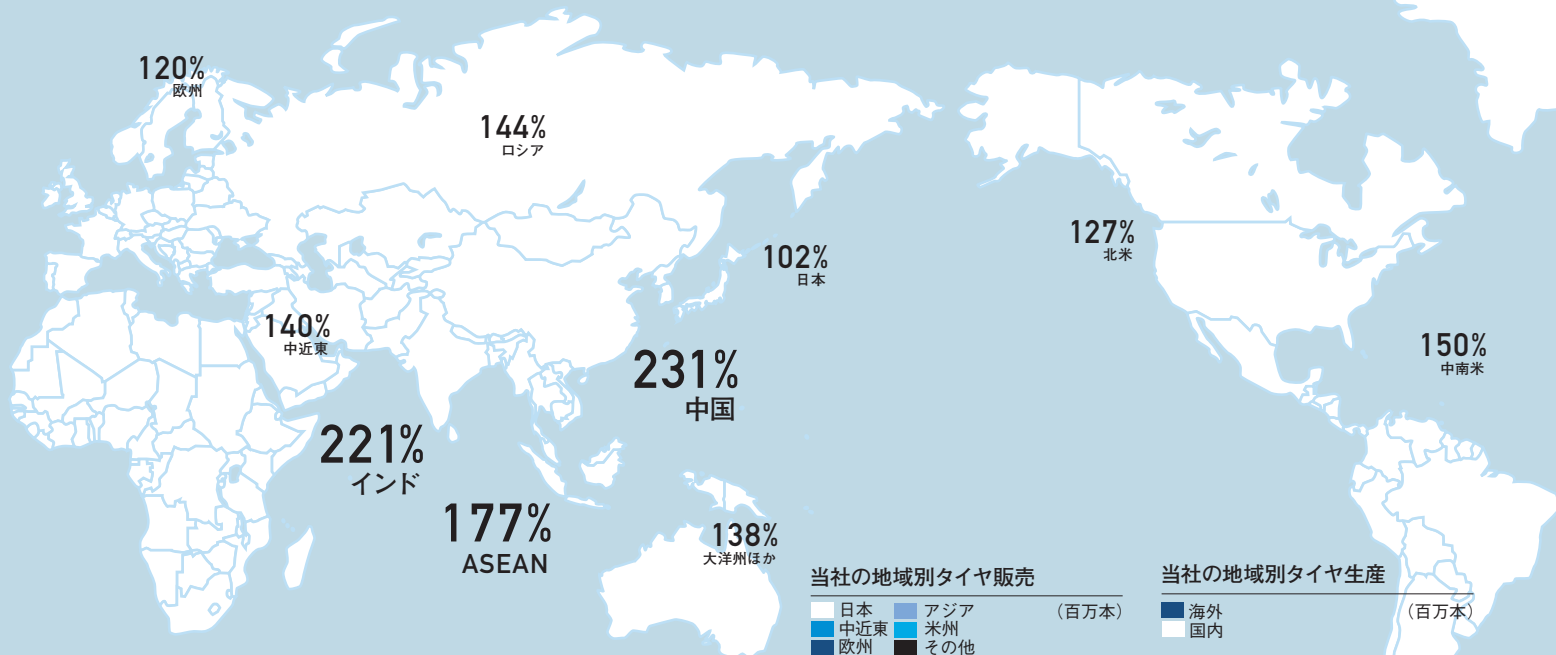 120%
欧州
144%
ロシア
102%
日本
127%
北米
140%
中近東
150%
中南米
231%
中国
221%
インド
177%
ASEAN
138%
大洋州ほか
当社の地域別タイヤ販売
日本 アジア （百万本）
中近東 米州
欧州 その他
当社の地域別タイヤ生産
海外 （百万本）
国内